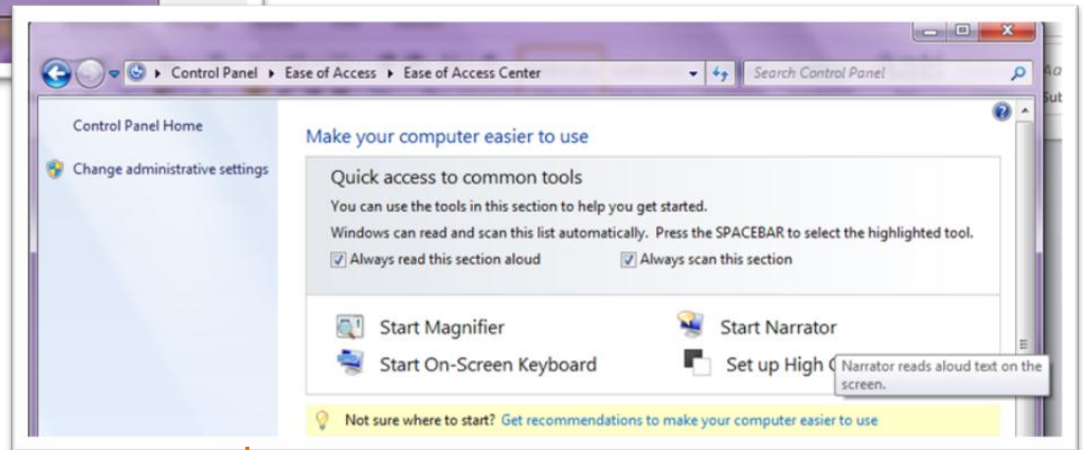 Control Panel ▸ Ease of Access ▸ Ease of Access Center
Search Control Panel
Control Panel Home
Change administrative settings
Make your computer easier to use
Quick access to common tools
You can use the tools in this section to help you get started.
Windows can read and scan this list automatically. Press the SPACEBAR to select the highlighted tool.
Always read this section aloud
Always scan this section
Start Magnifier
Start Narrator
Start On-Screen Keyboard
Set up High
Narrator reads aloud text on the
screen.
Not sure where to start? Get recommendations to make your computer easier to use